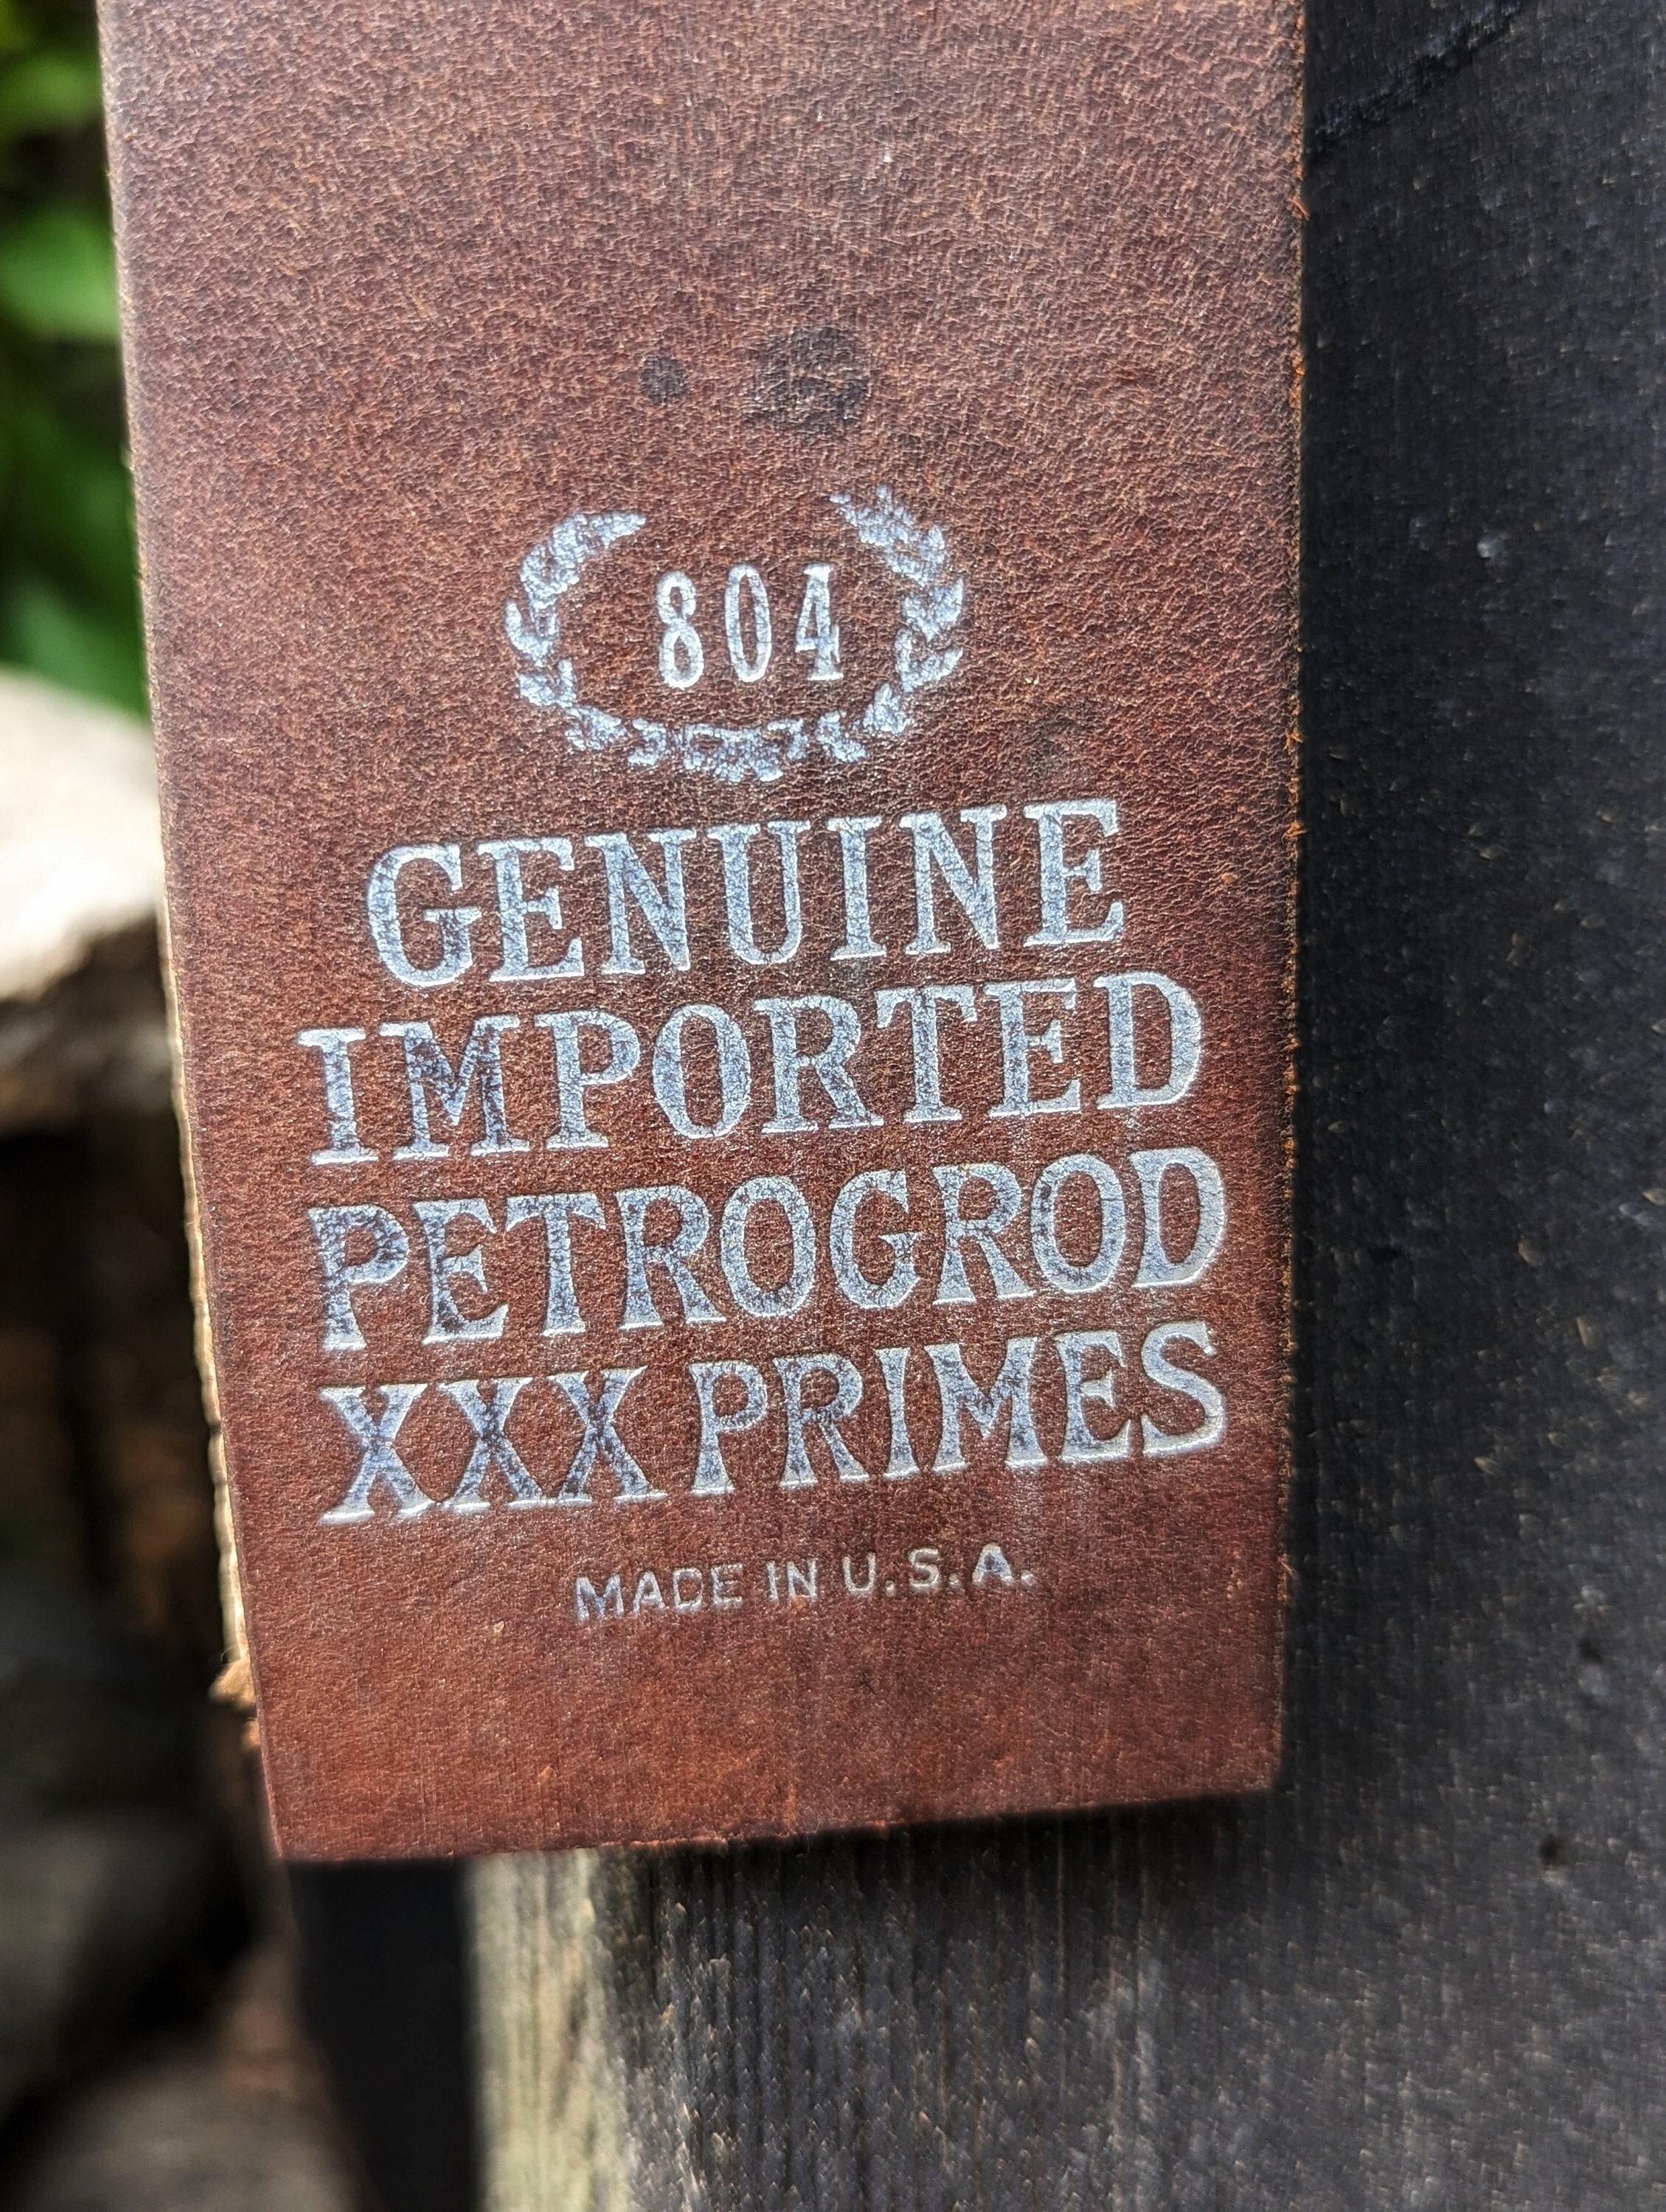 804
GENUINE
IMPORTED
PETROGROD
XXX PRIMES
MADE IN U.S.A.